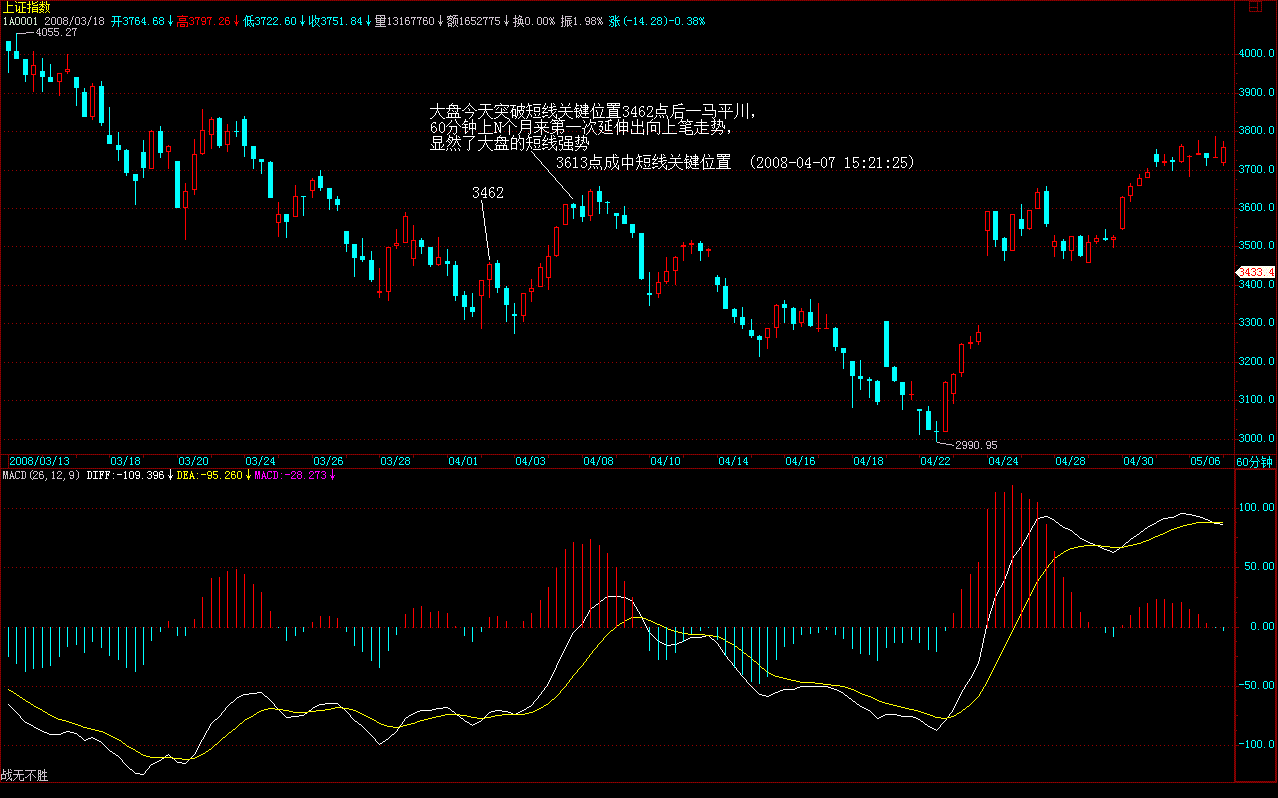 上证指数
1A0001 2008/03/18 开3764.68↓高3797.28↓低3722.60↓收3751.84↓量13167760↓额1652775↓换0.00% 振1.98% 涨(-14.28)-0.38%
4055.27
4000.0
3900.0
大盘今天突破短线关键位置3462点后一马平川，
60分钟上N个月来第一次延伸出向上笔走势，
显然了大盘的短线强势
3800.0
3613点成中短线关键位置 （2008-04-07 15:21:25）
3700.0
3462
3600.0
3500.0
3433.4
3400.0
3300.0
3200.0
3100.0
3000.0
2990.95
2008/03/13 03/18 03/20 03/24 03/26 03/28 04/01 04/03 04/08 04/10 04/14 04/16 04/18 04/22 04/24 04/28 04/30 05/06 60分钟
MACD(26,12,9) DIFF:-109.396↓DEA:-95.260↓MACD:-28.273↓
100.00
50.00
0.00
-50.00
-100.0
战无不胜